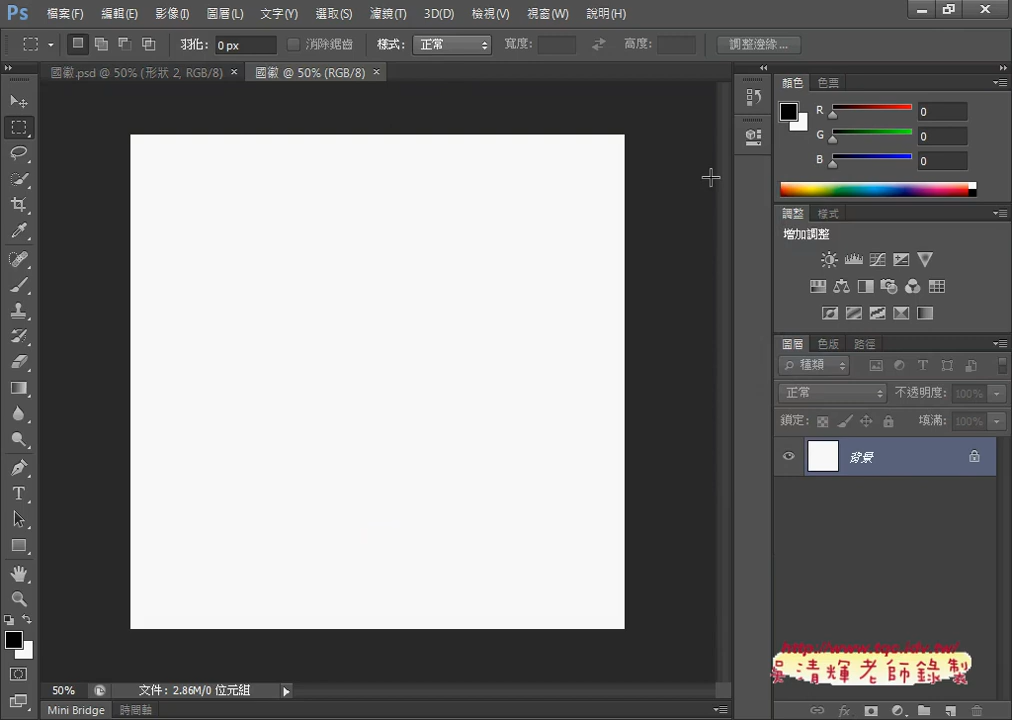 Ps 檔案(F) 編輯(E) 影像(I) 圖層(L) 文字(Y) 選取(S) 濾鏡(T) 3D(D) 檢視(V) 視窗(W) 說明(H)
羽化: 0 px 消除鋸齒 樣式: 正常 寬度: 高度: 調整邊緣...
國徽.psd @ 50% (形狀 2, RGB/8) × 國徽 @ 50% (RGB/8) ×
顏色 色票
R 0
G 0
B 0
調整 樣式
增加調整
圖層 色版 路徑
種類
正常 不透明度: 100%
鎖定: 填滿: 100%
背景
http://www.tqc.idv.tw/
吳清輝老師錄製
50% 文件: 2.86M/0 位元組
Mini Bridge 時間軸